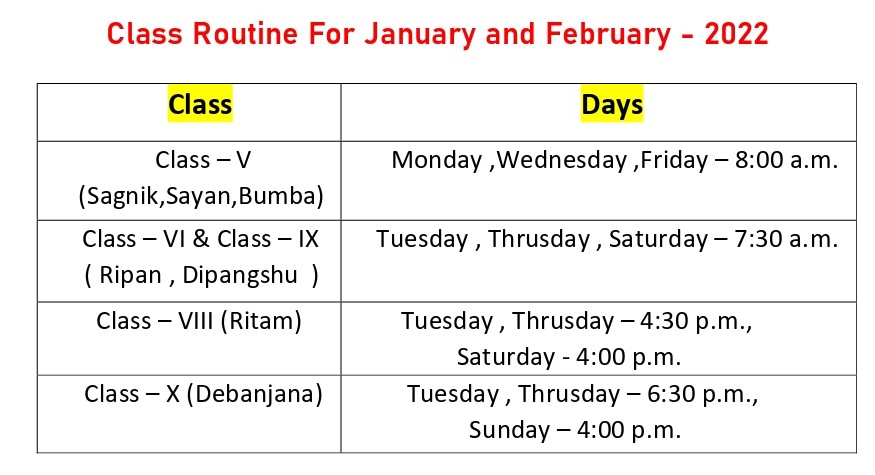 Class Routine For January and February - 2022
Class
Days
Class – V
(Sagnik,Sayan,Bumba)
Monday ,Wednesday ,Friday – 8:00 a.m.
Class – VI & Class – IX
( Ripan , Dipangshu  )
Tuesday , Thrusday , Saturday – 7:30 a.m.
Class – VIII (Ritam)
Tuesday , Thrusday – 4:30 p.m.,
Saturday - 4:00 p.m.
Class – X (Debanjana)
Tuesday , Thrusday – 6:30 p.m.,
Sunday – 4:00 p.m.